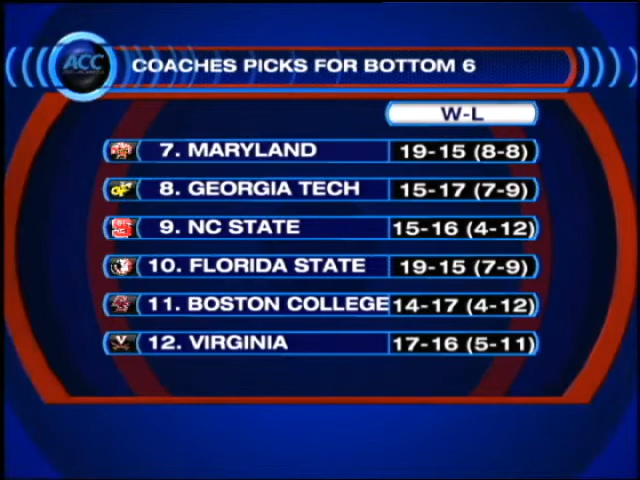 ACC
COACHES PICKS FOR BOTTOM 6
W-L
7. MARYLAND 19-15 (8-8)
8. GEORGIA TECH 15-17 (7-9)
9. NC STATE 15-16 (4-12)
10. FLORIDA STATE 19-15 (7-9)
11. BOSTON COLLEGE 14-17 (4-12)
12. VIRGINIA 17-16 (5-11)